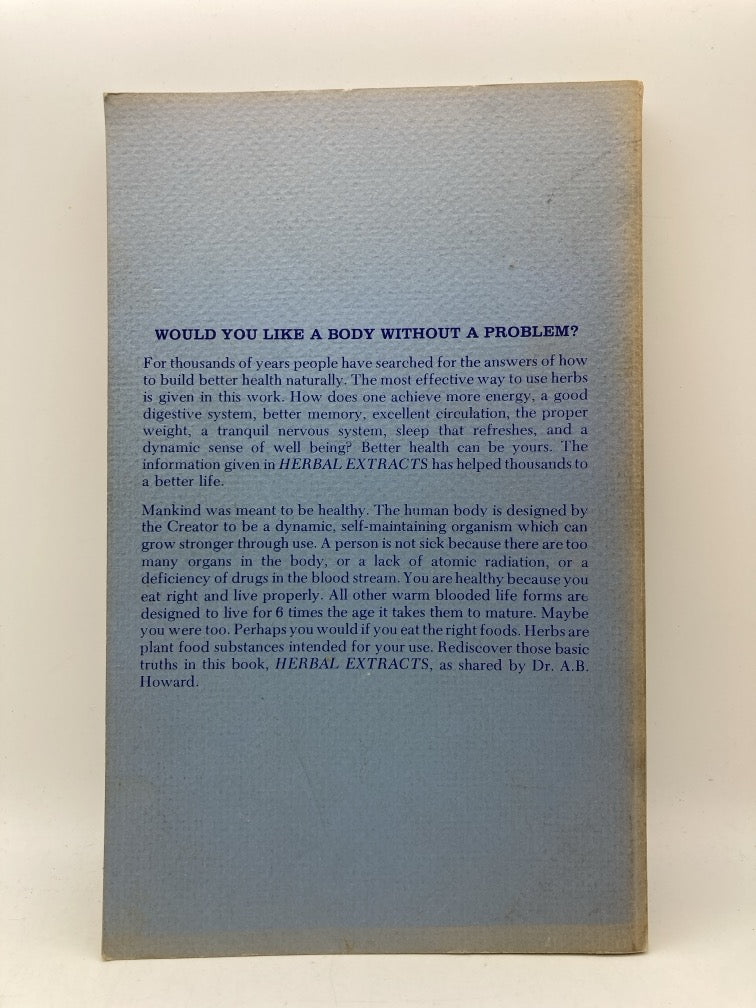 WOULD YOU LIKE A BODY WITHOUT A PROBLEM?
For thousands of years people have searched for the answers of how
to build better health naturally. The most effective way to use herbs
is given in this work. How does one achieve more energy, a good
digestive system, better memory, excellent circulation, the proper
weight, a tranquil nervous system, sleep that refreshes, and a
dynamic sense of well being? Better health can be yours. The
information given in HERBAL EXTRACTS has helped thousands to
a better life.
Mankind was meant to be healthy. The human body is designed by
the Creator to be a dynamic, self-maintaining organism which can
grow stronger through use. A person is not sick because there are too
many organs in the body, or a lack of atomic radiation, or a
deficiency of drugs in the blood stream. You are healthy because you
eat right and live properly. All other warm blooded life forms are
designed to live for 6 times the age it takes them to mature. Maybe
you were too. Perhaps you would if you eat the right foods. Herbs are
plant food substances intended for your use. Rediscover those basic
truths in this book, HERBAL EXTRACTS, as shared by Dr. A.B.
Howard.